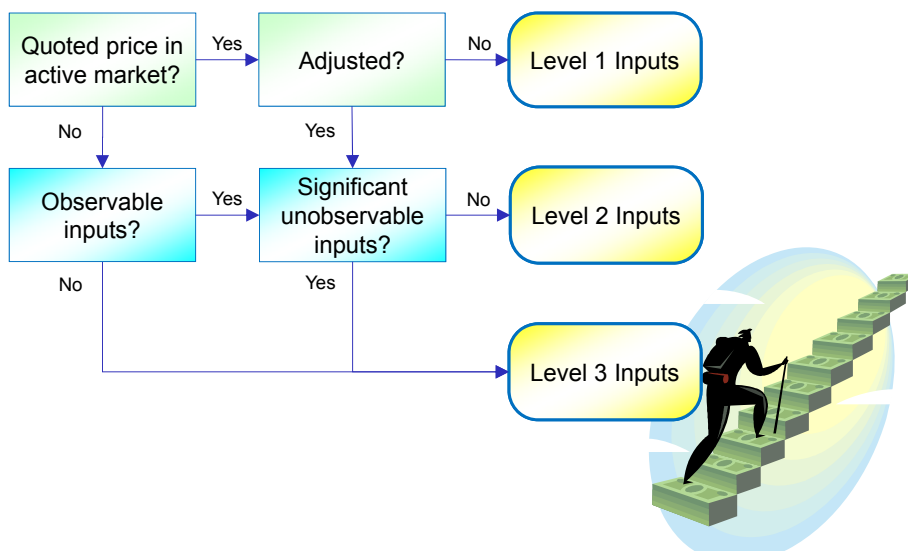 Quoted price in
active market?
Yes
Adjusted?
No
Level 1 Inputs
No
Yes
Observable
inputs?
Yes
Significant
unobservable
inputs?
No
Level 2 Inputs
No
Yes
Level 3 Inputs